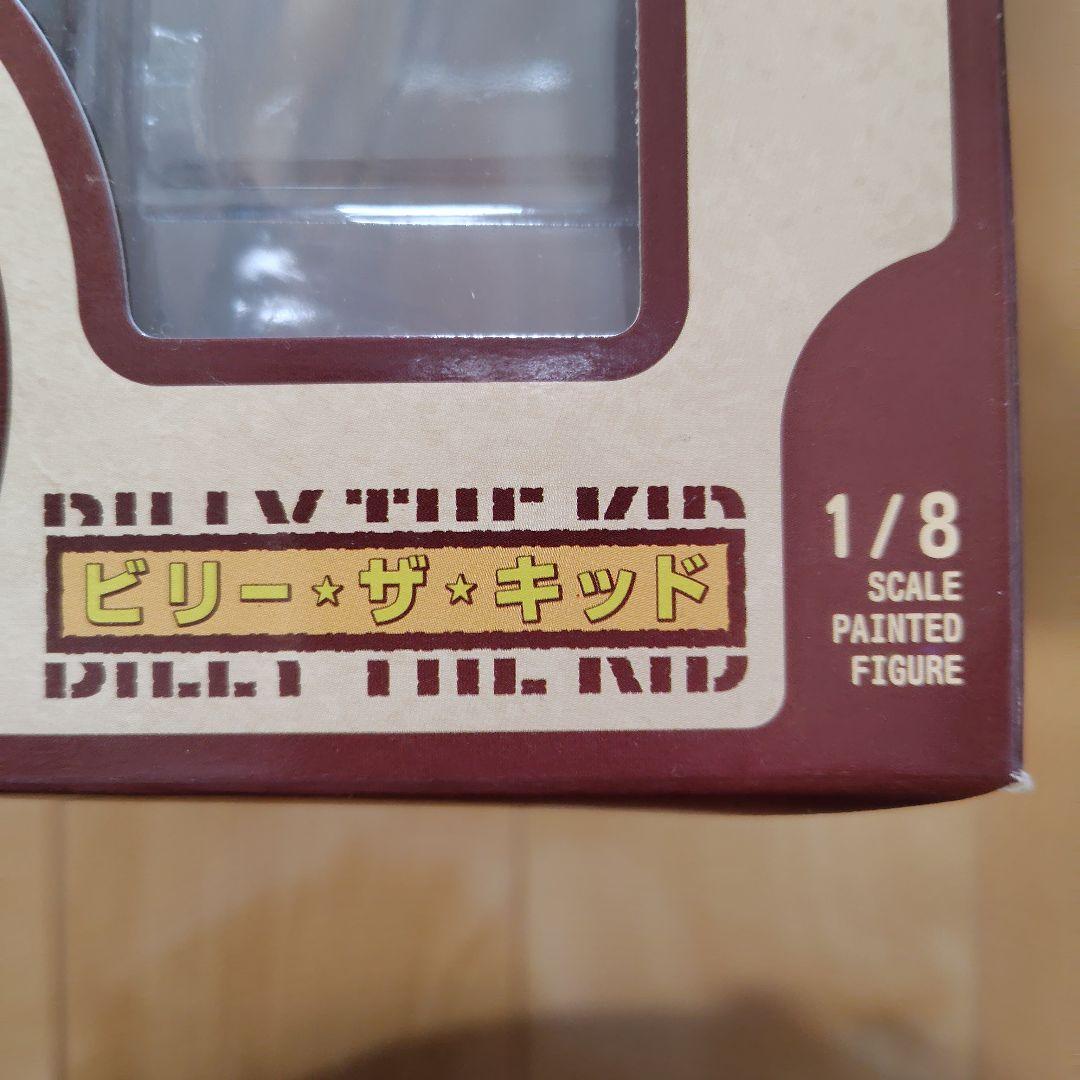 BILLY THE KID
ビリー☆ザ☆キッド
BILLY THE KID
1/8
SCALE
PAINTED
FIGURE